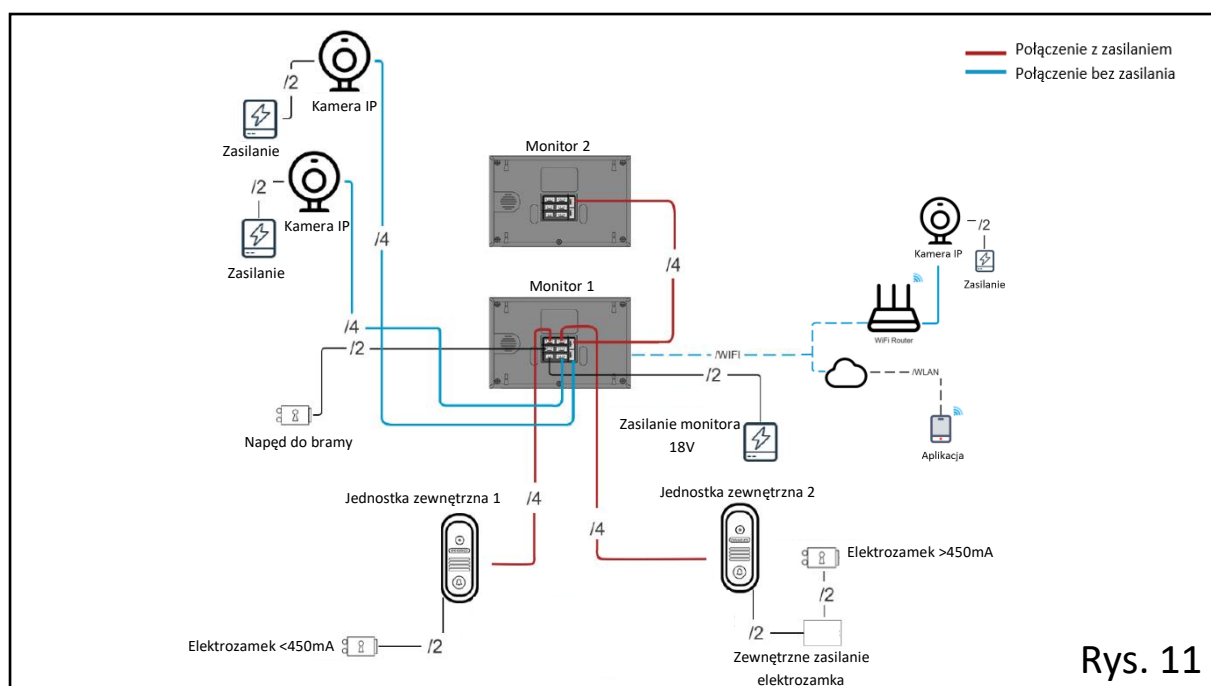 Połączenie z zasilaniem
Połączenie bez zasilania
/2
Kamera IP
Zasilanie
/2
Kamera IP
Zasilanie
/4
Monitor 2
/4
Kamera IP
/2
Zasilanie
WiFi Router
Monitor 1
/4
/2
/WIFI
/2
/WLAN
Napęd do bramy
Zasilanie monitora
18V
Aplikacja
Jednostka zewnętrzna 1
/4
Jednostka zewnętrzna 2
/4
Elektrozamek >450mA
/2
Elektrozamek <450mA
/2
/2
Zewnętrzne zasilanie
elektrozamka
Rys. 11